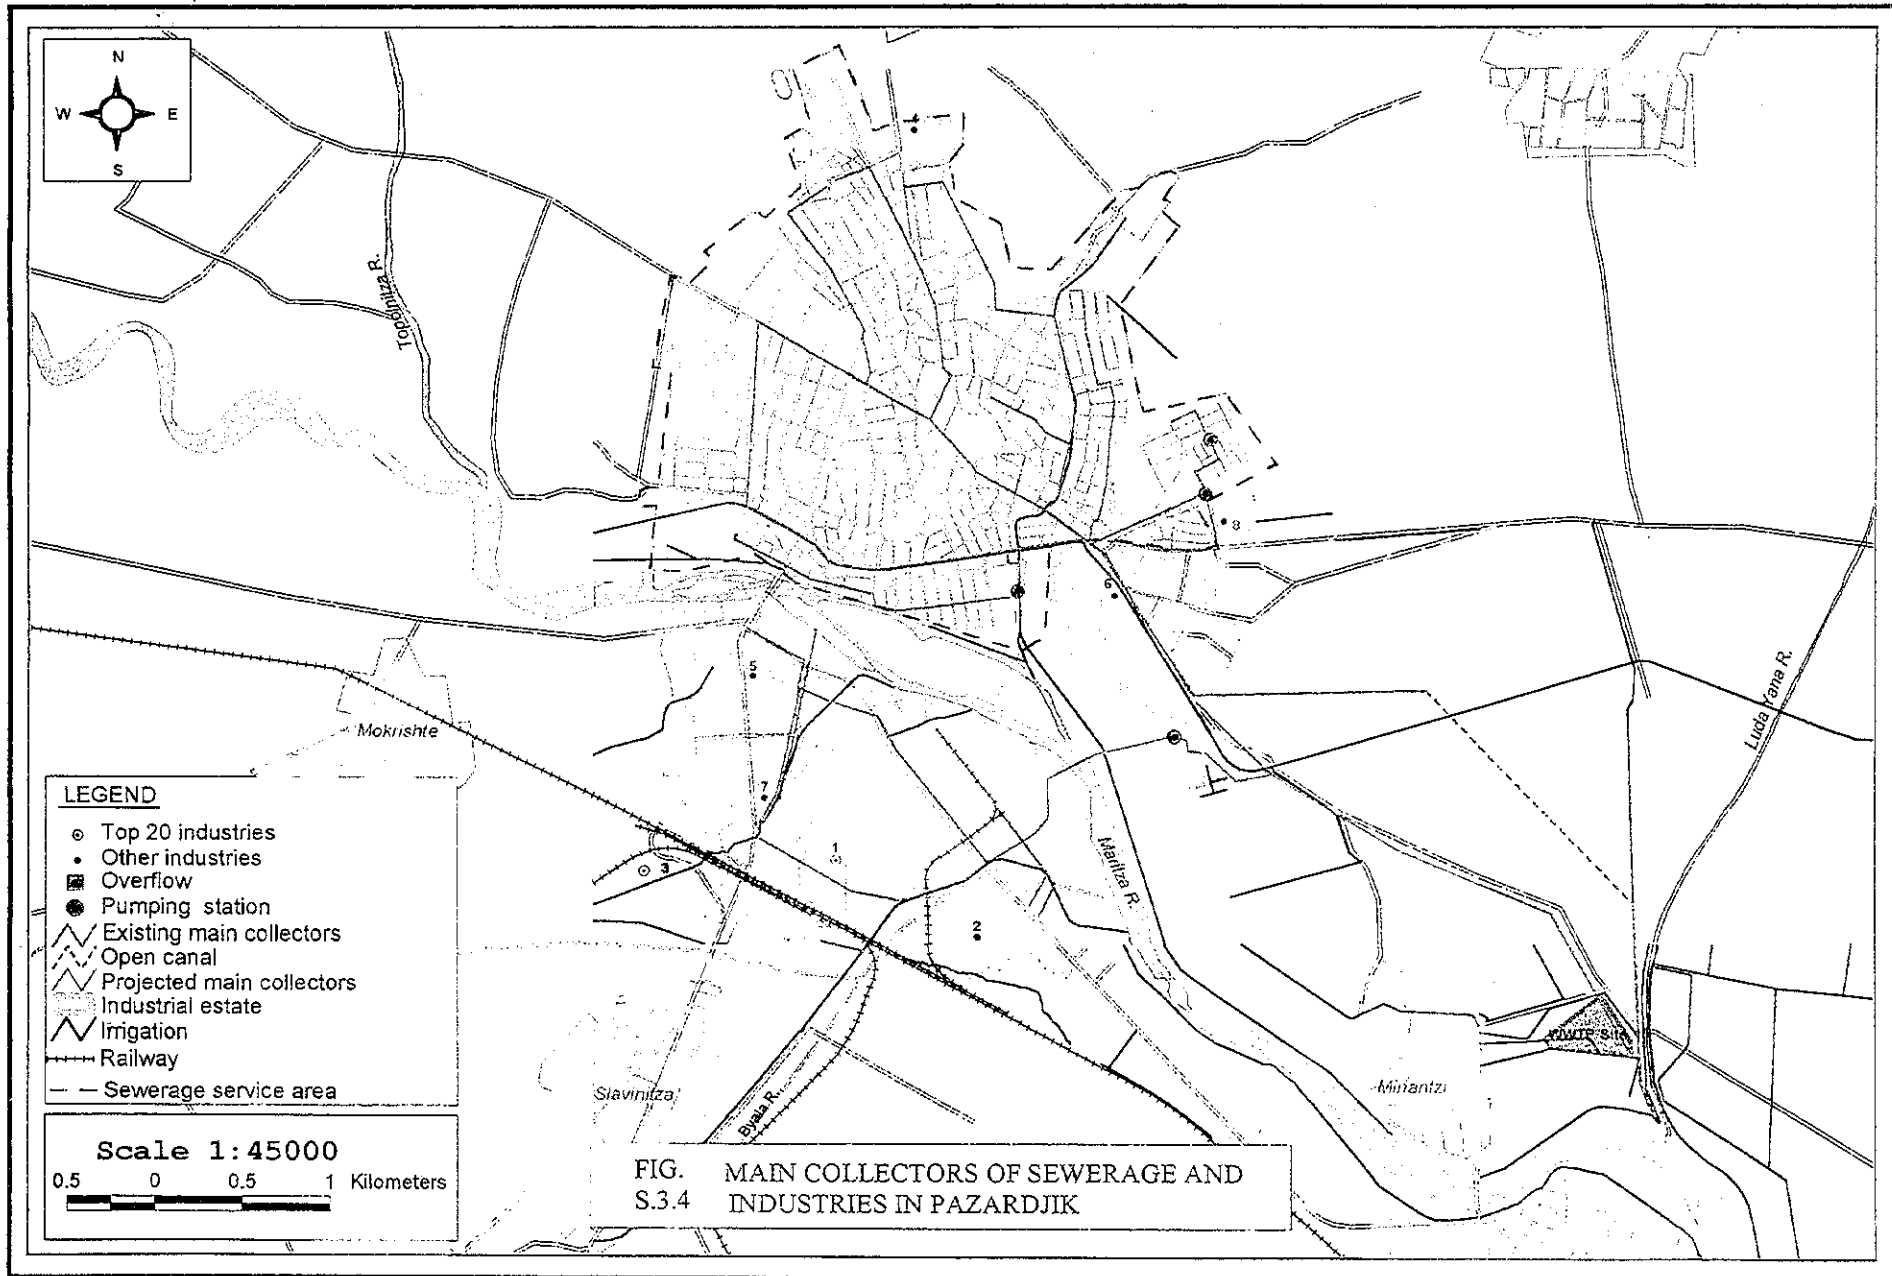 N
W E
S
4
Topolnitza R.
8
6
5
Mokrishte
Luda Yana R.
7
1
3
Maritza R.
2
WWTP Site
Slavinitza
Byala R.
Miriantzi
LEGEND
Top 20 industries
Other industries
Overflow
Pumping station
Existing main collectors
Open canal
Projected main collectors
Industrial estate
Irrigation
Railway
Sewerage service area
Scale 1:45000
0.5 0 0.5 1 Kilometers
FIG. MAIN COLLECTORS OF SEWERAGE AND
S.3.4 INDUSTRIES IN PAZARDJIK